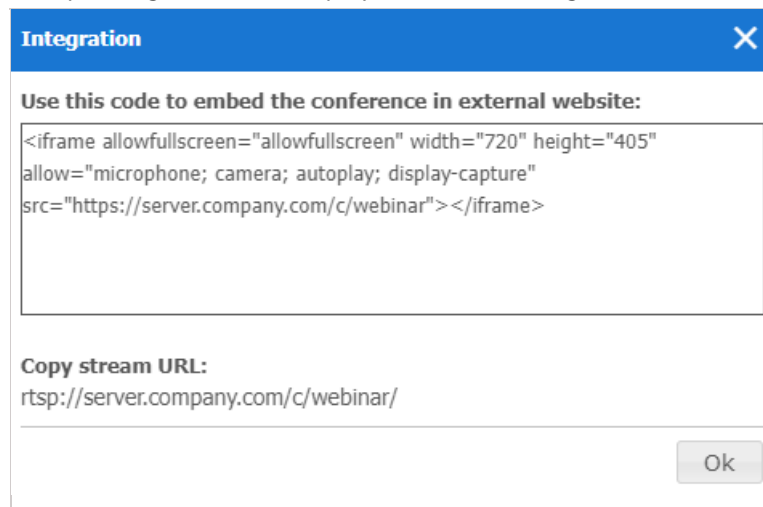 Integration
Use this code to embed the conference in external website:
<iframe allowfullscreen="allowfullscreen" width="720" height="405"
allow="microphone; camera; autoplay; display-capture"
src="https://server.company.com/c/webinar"></iframe>
Copy stream URL:
rtsp://server.company.com/c/webinar/
Ok